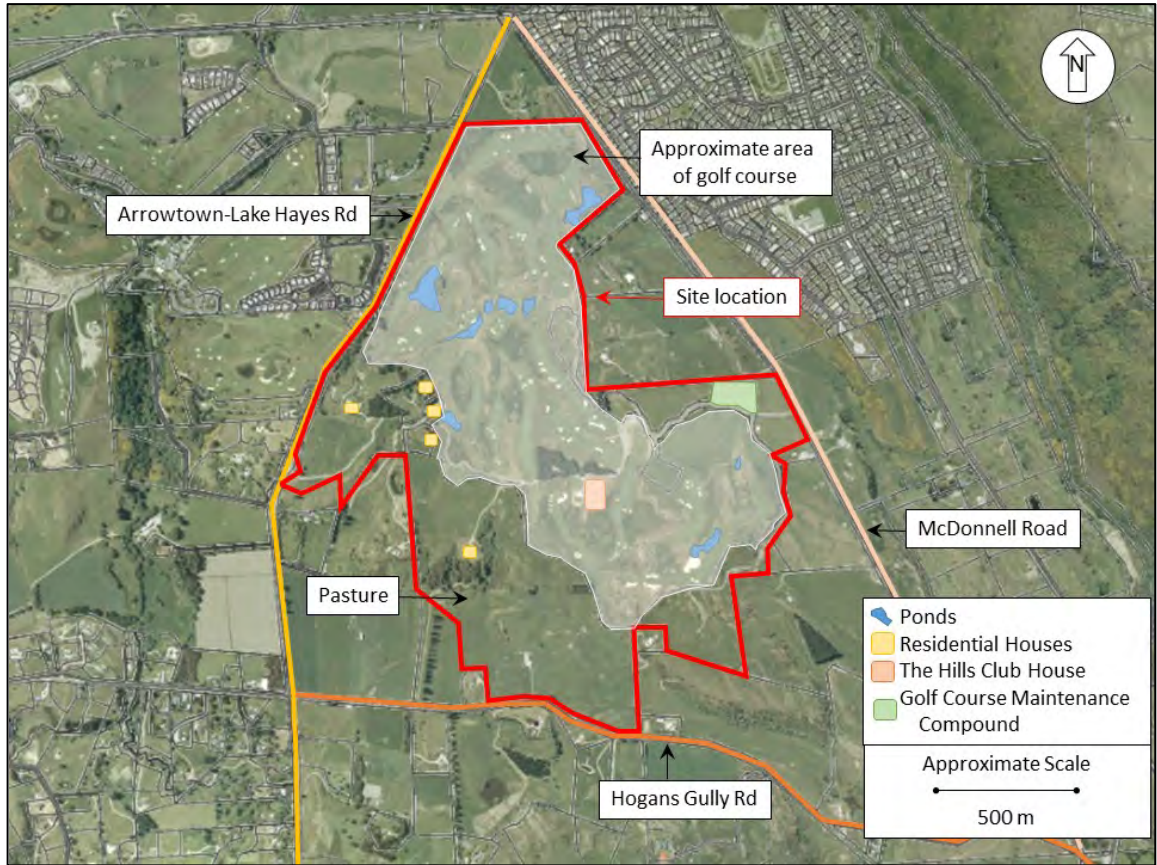 N
Approximate area
of golf course
Arrowtown-Lake Hayes Rd
Site location
McDonnell Road
Pasture
Ponds
Residential Houses
The Hills Club House
Golf Course Maintenance
Compound
Approximate Scale
500 m
Hogans Gully Rd